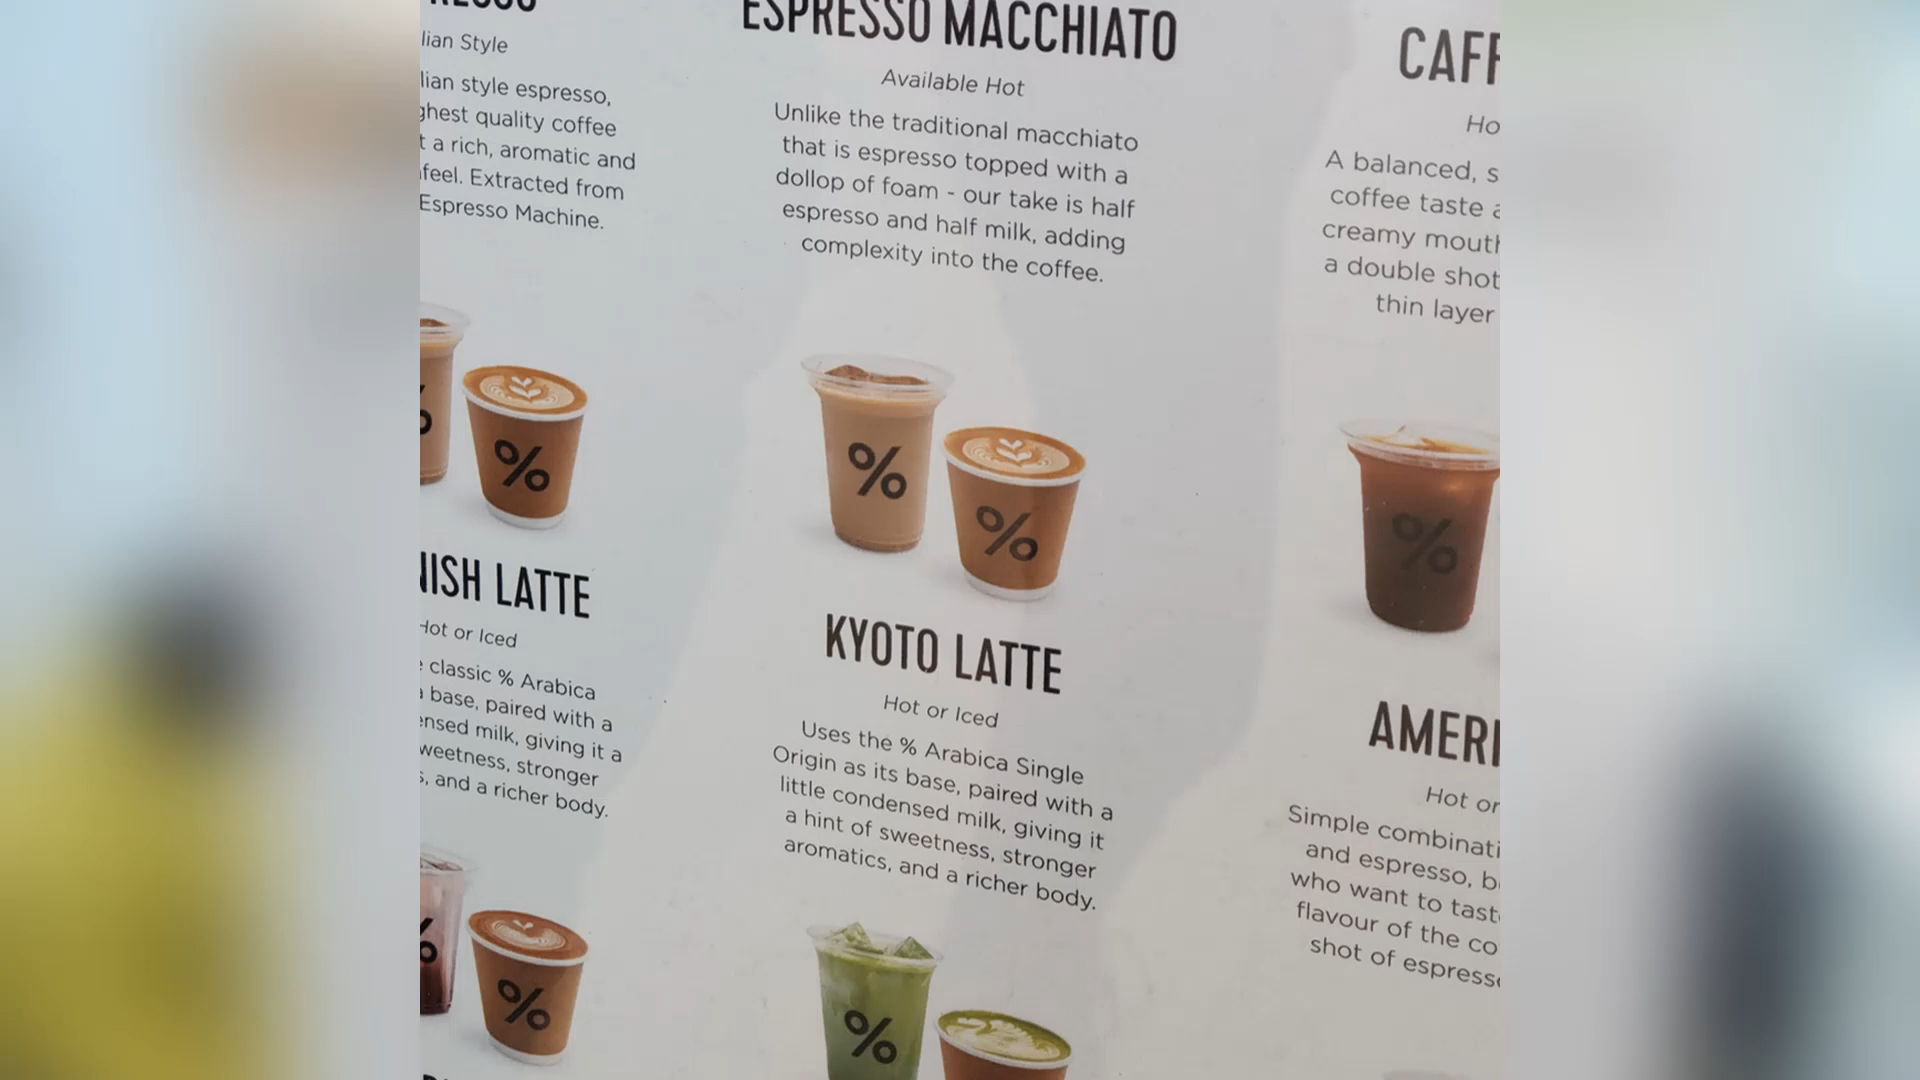 lian Style
lian style espresso,
ghest quality coffee
t a rich, aromatic and
feel. Extracted from
Espresso Machine.
%
NISH LATTE
Hot or Iced
classic % Arabica
base, paired with a
ensed milk, giving it a
weetness, stronger
s, and a richer body.
%
ESPRESSO MACCHIATO
Available Hot
Unlike the traditional macchiato
that is espresso topped with a
dollop of foam - our take is half
espresso and half milk, adding
complexity into the coffee.
% %
KYOTO LATTE
Hot or Iced
Uses the % Arabica Single
Origin as its base, paired with a
little condensed milk, giving it
a hint of sweetness, stronger
aromatics, and a richer body.
%
CAFF
Ho
A balanced, s
coffee taste a
creamy mouth
a double shot
thin layer
%
AMERI
Hot or
Simple combinati
and espresso, b
who want to tast
flavour of the co
shot of espresso